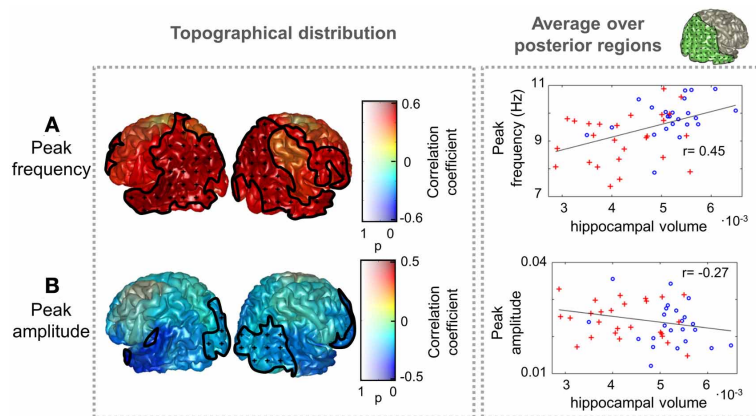 Topographical distribution
Average over
posterior regions
A
Peak
frequency
0.6
0
-0.6
Correlation
coefficient
1 0
p
11
9
7
Peak
frequency (Hz)
r= 0.45
3 4 5 6
hippocampal volume
·10⁻³
B
Peak
amplitude
0.5
0
-0.5
Correlation
coefficient
1 0
p
0.04
0.01
Peak
amplitude
r= -0.27
3 4 5 6
hippocampal volume
·10⁻³